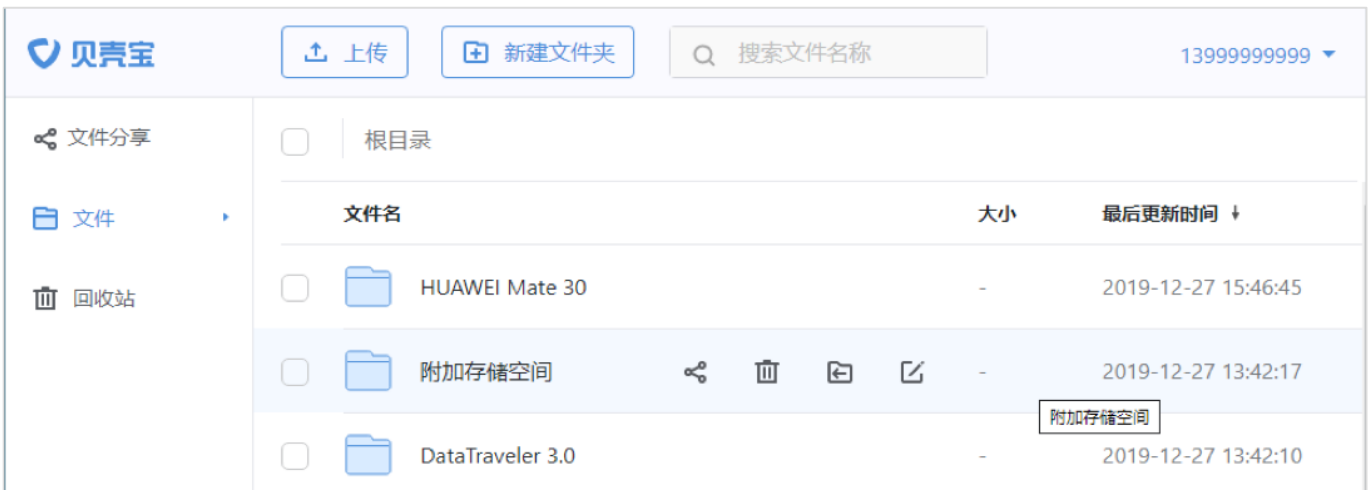 贝壳宝 上传 新建文件夹 搜索文件名称 13999999999
文件分享 根目录
文件 文件名 大小 最后更新时间
回收站 HUAWEI Mate 30 - 2019-12-27 15:46:45
附加存储空间 - 2019-12-27 13:42:17
附加存储空间
DataTraveler 3.0 - 2019-12-27 13:42:10